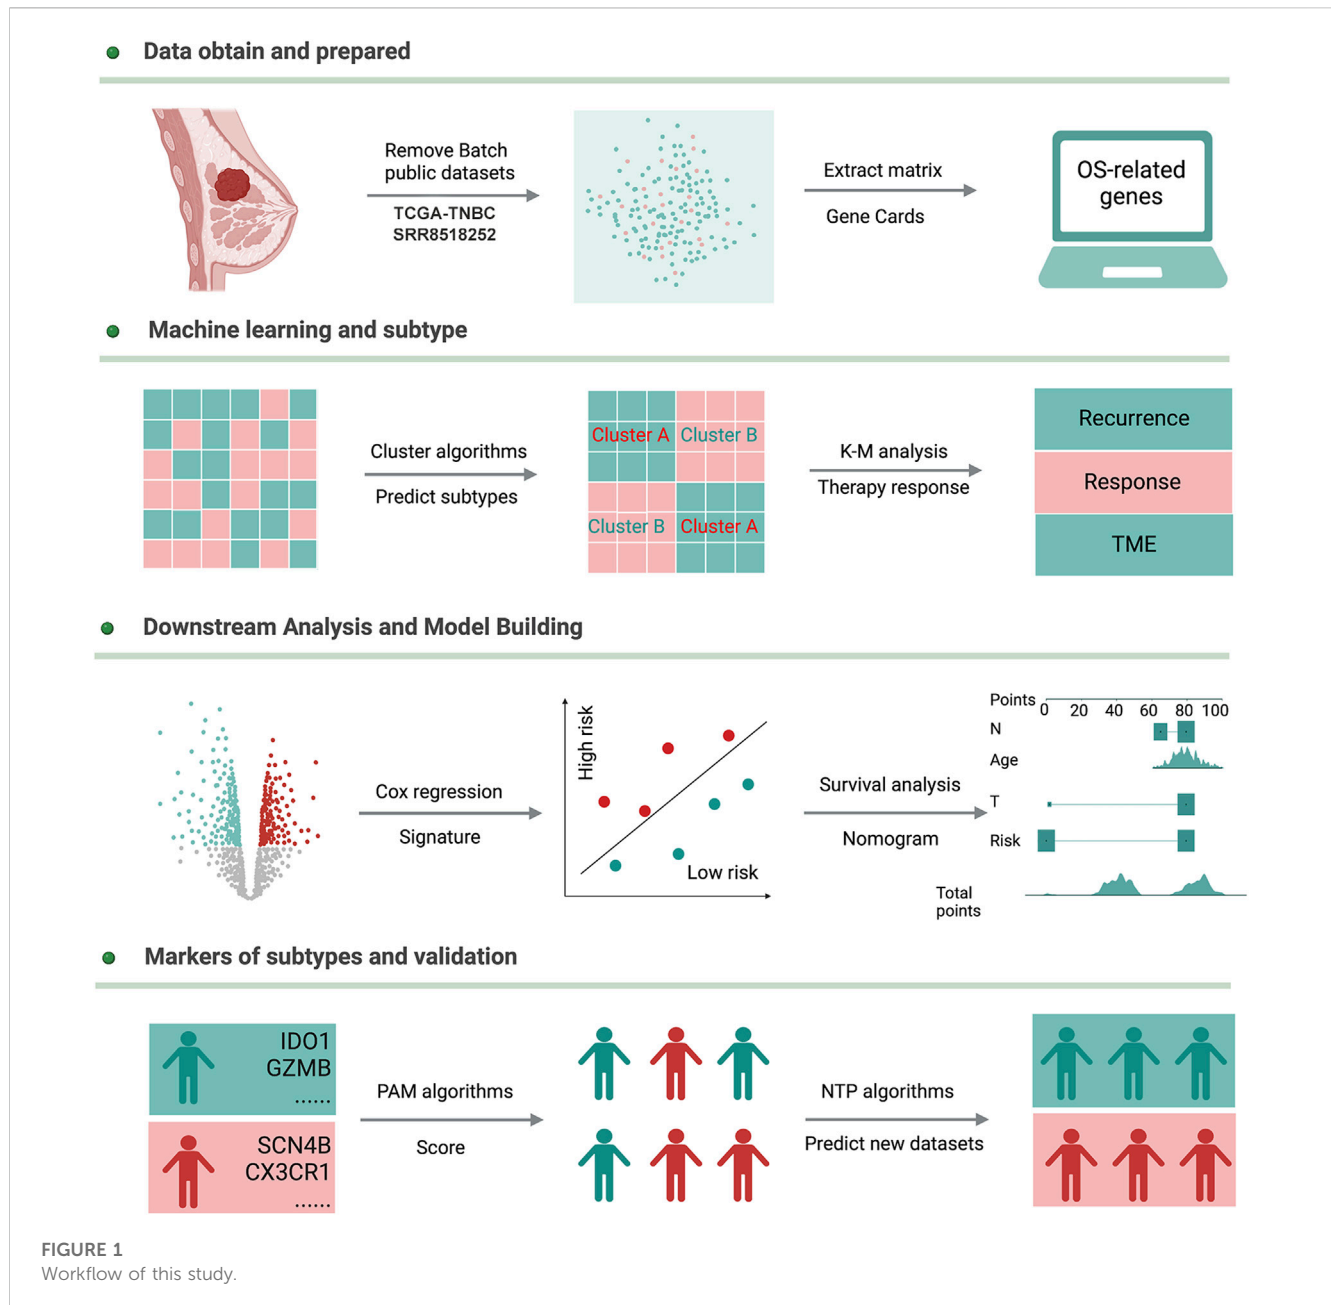 Data obtain and prepared
Remove Batch
public datasets
TCGA-TNBC
SRR8518252
Extract matrix
Gene Cards
OS-related
genes
Machine learning and subtype
Cluster algorithms
Predict subtypes
Cluster A
Cluster B
Cluster B
Cluster A
K-M analysis
Therapy response
Recurrence
Response
TME
Downstream Analysis and Model Building
Cox regression
Signature
High risk
Low risk
Survival analysis
Nomogram
Points
0 20 40 60 80 100
N
Age
T
Risk
Total
points
Markers of subtypes and validation
IDO1
GZMB
......
SCN4B
CX3CR1
......
PAM algorithms
Score
NTP algorithms
Predict new datasets
FIGURE 1
Workflow of this study.